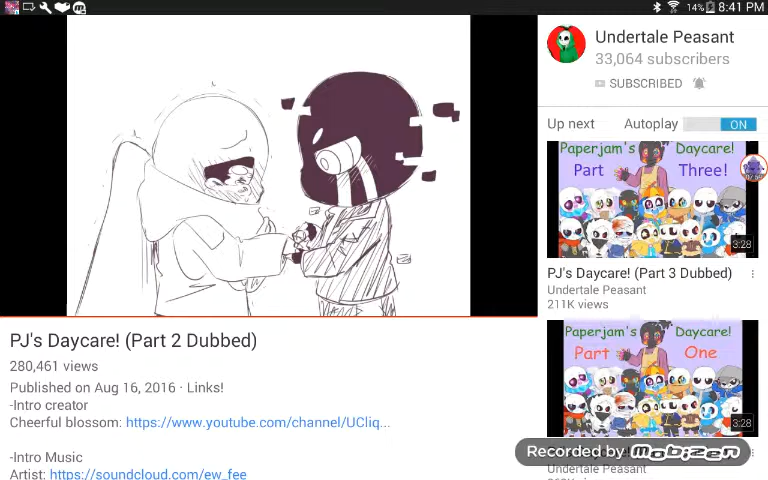 14% 8:41 PM
Undertale Peasant
33,064 subscribers
SUBSCRIBED
Up next Autoplay ON
Paperjam's Daycare!
Part Three!
3:28
PJ's Daycare! (Part 3 Dubbed)
Undertale Peasant
211K views
Paperjam's Daycare!
Part One
3:28
Undertale Peasant
PJ's Daycare! (Part 2 Dubbed)
280,461 views
Published on Aug 16, 2016 · Links!
-Intro creator
Cheerful blossom: https://www.youtube.com/channel/UCliq...
-Intro Music
Artist: https://soundcloud.com/ew_fee
Recorded by Mobizen